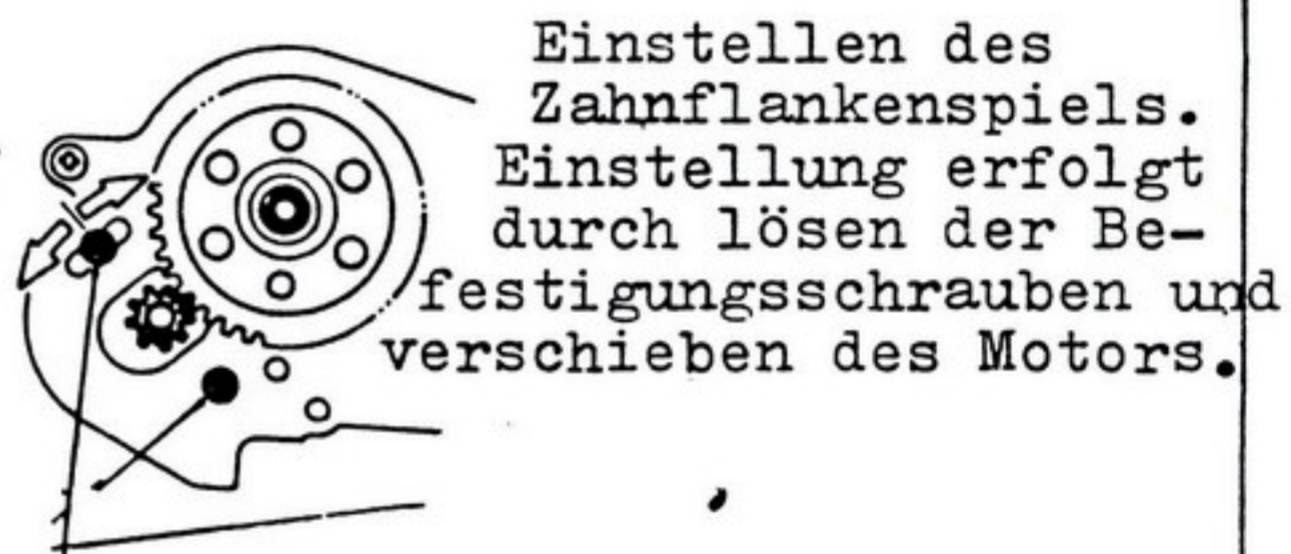 Einstellen des
Zahnflankenspiels.
Einstellung erfolgt
durch lösen der Be-
festigungsschrauben und
verschieben des Motors.